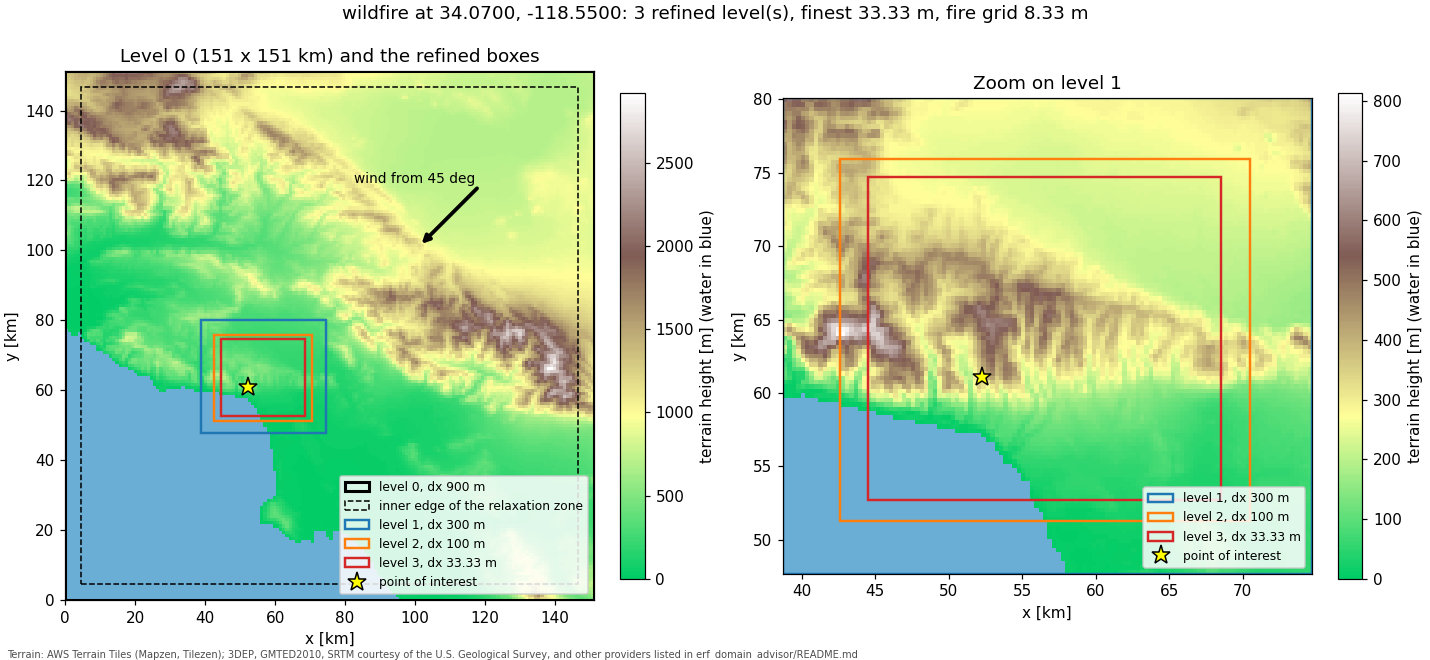 wildfire at 34.0700, -118.5500: 3 refined level(s), finest 33.33 m, fire grid 8.33 m
Level 0 (151 x 151 km) and the refined boxes
y [km]
140
120
100
80
60
40
20
0
wind from 45 deg
level 0, dx 900 m
inner edge of the relaxation zone
level 1, dx 300 m
level 2, dx 100 m
level 3, dx 33.33 m
point of interest
0 20 40 60 80 100 120 140
x [km]
2500
2000
1500
1000
500
0
terrain height [m] (water in blue)
Zoom on level 1
y [km]
80
75
70
65
60
55
50
level 1, dx 300 m
level 2, dx 100 m
level 3, dx 33.33 m
point of interest
40 45 50 55 60 65 70
x [km]
800
700
600
500
400
300
200
100
0
terrain height [m] (water in blue)
Terrain: AWS Terrain Tiles (Mapzen, Tilezen); 3DEP, GMTED2010, SRTM courtesy of the U.S. Geological Survey, and other providers listed in erf_domain_advisor/README.md